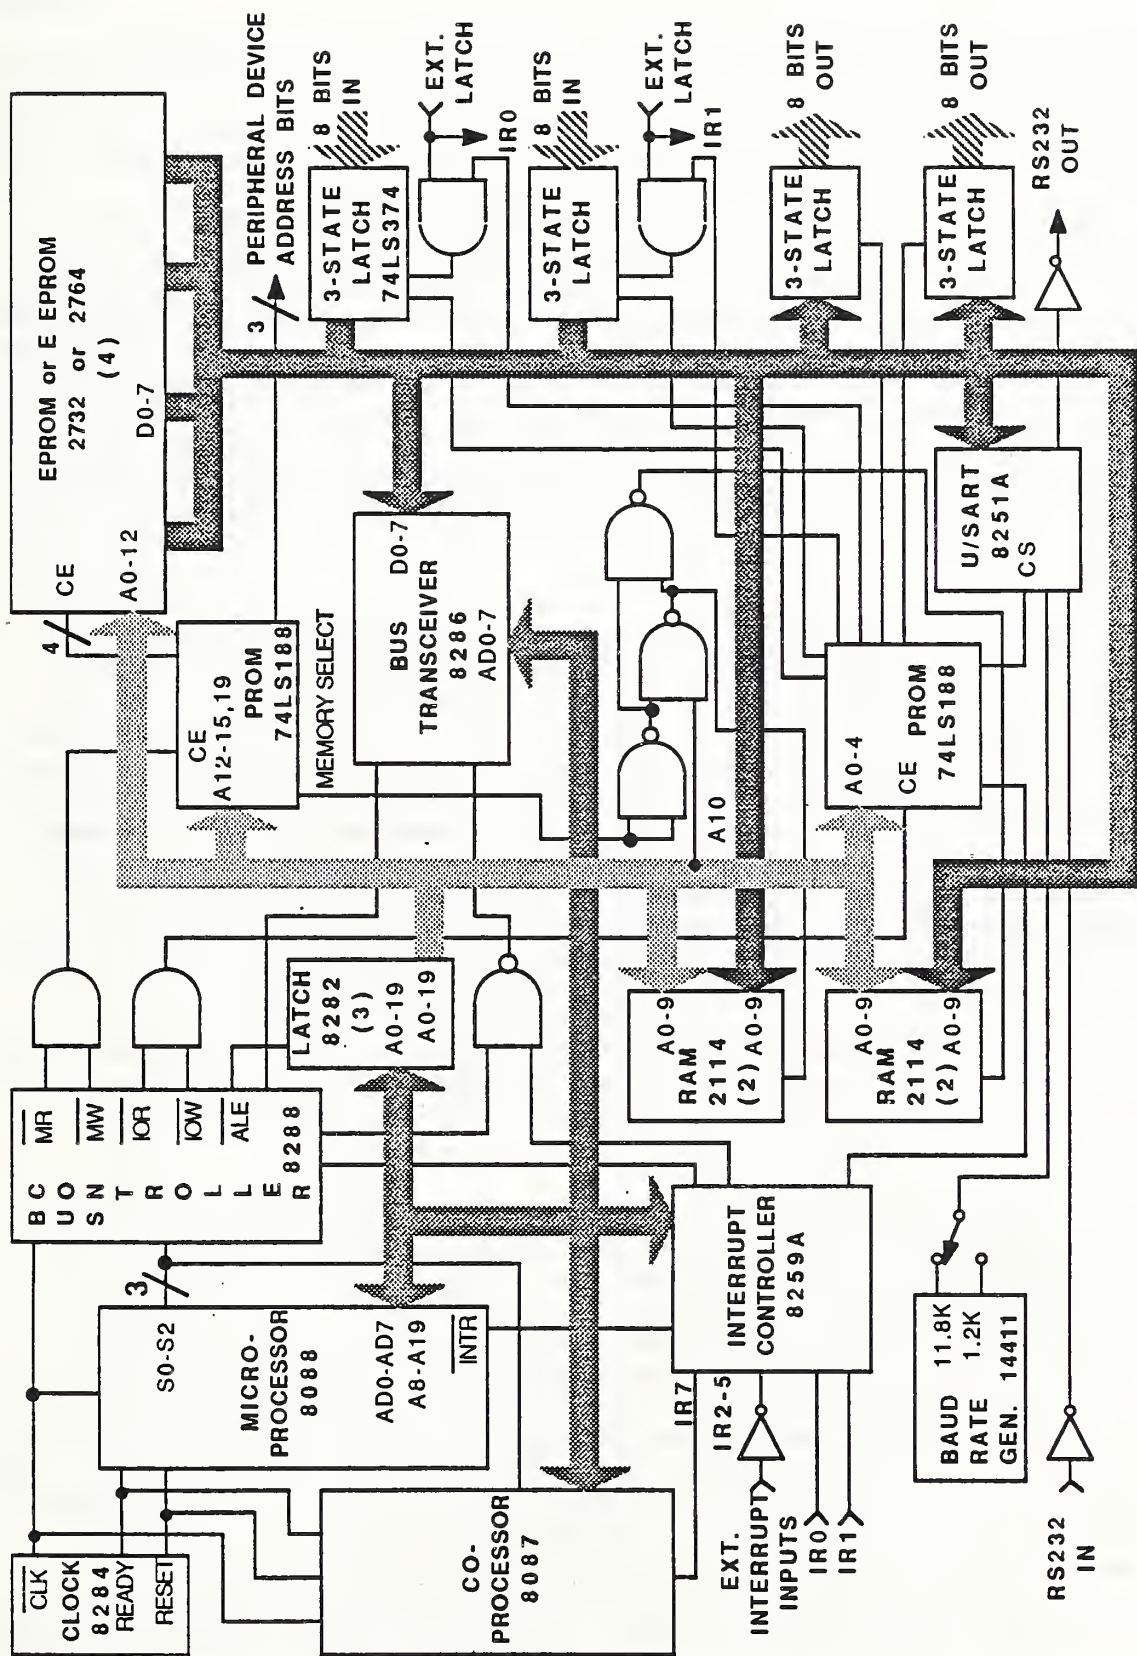 CLK
CLOCK
8284
READY
RESET
CO-
PROCESSOR
8087
S0-S2
MICRO-
PROCESSOR
8088
AD0-AD7
A8-A19
INTR
3
BUS
CONTROLLER
8288
MR
MW
IOR
IOW
ALE
LATCH
8282
(3)
A0-19
A0-19
EPROM or E EPROM
2732 or 2764
(4)
CE
A0-12
D0-7
4
CE
A12-15,19
PROM
74LS188
MEMORY SELECT
3
PERIPHERAL DEVICE
ADDRESS BITS
BUS
TRANSCEIVER
8286
D0-7
AD0-7
8 BITS
IN
3-STATE
LATCH
74LS374
EXT.
LATCH
IR0
8 BITS
IN
3-STATE
LATCH
EXT.
LATCH
IR1
8 BITS
OUT
3-STATE
LATCH
8 BITS
OUT
3-STATE
LATCH
RS232
OUT
U/SART
8251A
CS
A10
A0-4
CE
PROM
74LS188
A0-9
RAM
2114
(2) A0-9
A0-9
RAM
2114
(2) A0-9
INTERRUPT
CONTROLLER
8259A
IR7
IR2-5
EXT.
INTERRUPT
INPUTS
IR0
IR1
BAUD 11.8K
RATE 1.2K
GEN. 14411
RS232
IN